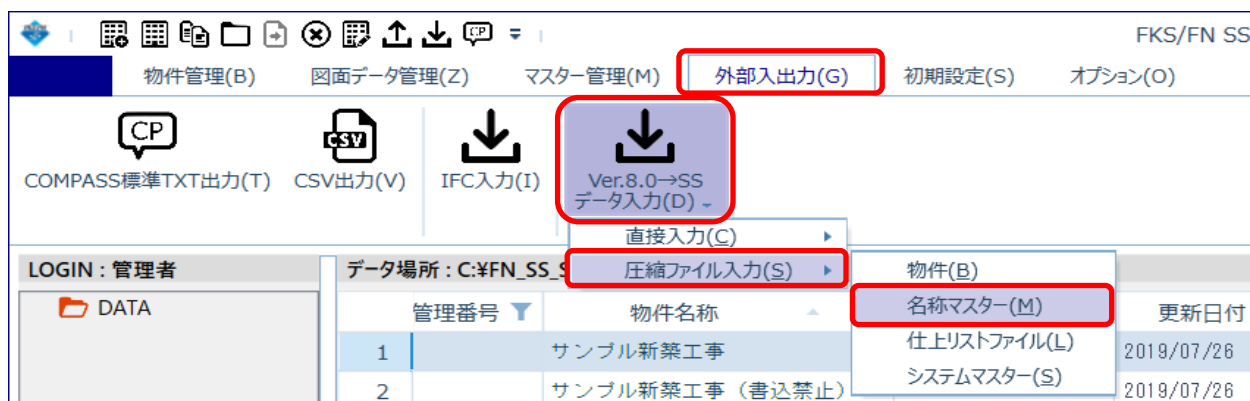 CP
FKS/FN SS
物件管理(B) 図面データ管理(Z) マスター管理(M) 外部入出力(G) 初期設定(S) オプション(O)
CP
CSV
COMPASS標準TXT出力(T) CSV出力(V) IFC入力(I) Ver.8.0→SS
データ入力(D)
直接入力(C)
LOGIN : 管理者 データ場所 : C:¥FN_SS_S 圧縮ファイル入力(S) 物件(B)
DATA 管理番号 物件名称 名称マスター(M) 更新日付
1 サンプル新築工事 仕上リストファイル(L) 2019/07/26
システムマスター(S)
2 サンプル新築工事（書込禁止） 2019/07/26